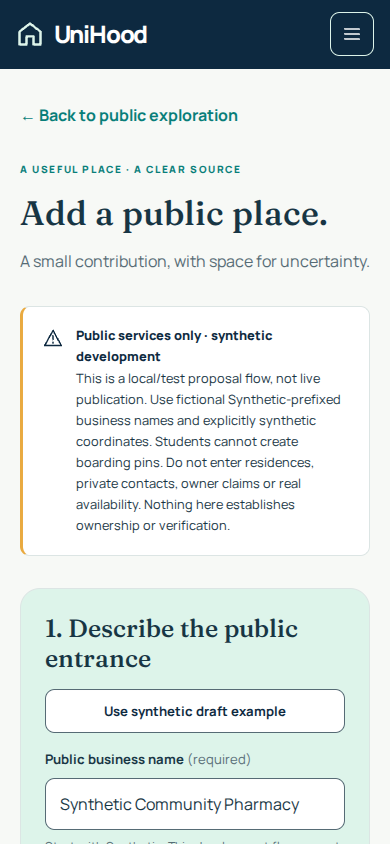 UniHood
← Back to public exploration
A USEFUL PLACE · A CLEAR SOURCE
Add a public place.
A small contribution, with space for uncertainty.
Public services only · synthetic
development
This is a local/test proposal flow, not live
publication. Use fictional Synthetic-prefixed
business names and explicitly synthetic
coordinates. Students cannot create
boarding pins. Do not enter residences,
private contacts, owner claims or real
availability. Nothing here establishes
ownership or verification.
1. Describe the public
entrance
Use synthetic draft example
Public business name (required)
Synthetic Community Pharmacy